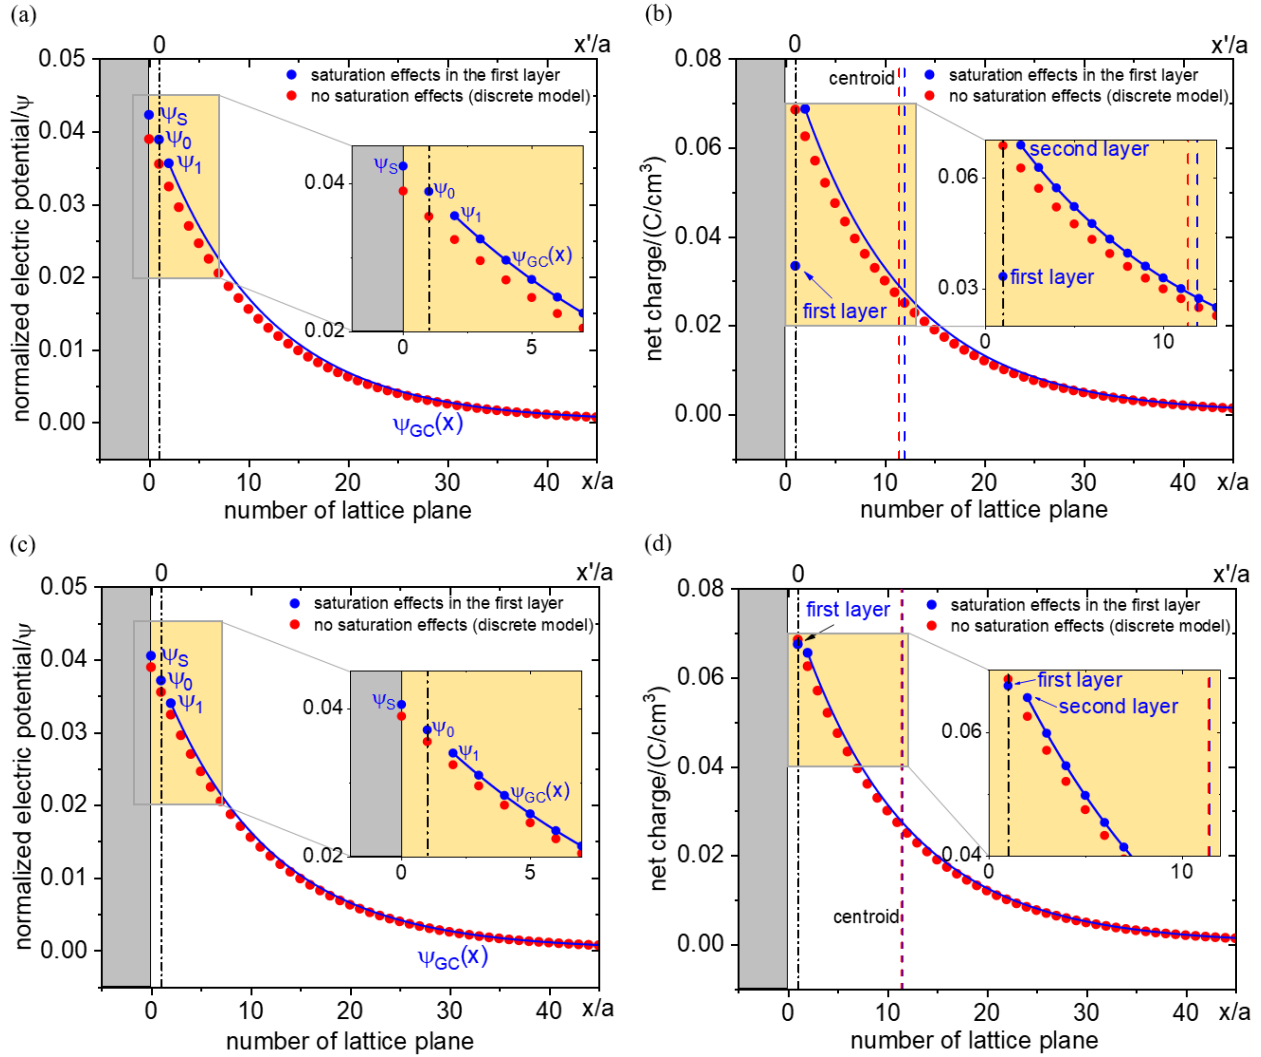 (a)
0
x'/a
0.05
0.04
0.03
0.02
0.01
0.00
normalized electric potential/ψ
saturation effects in the first layer
no saturation effects (discrete model)
ψS
ψ0
ψ1
0.04
0.02
ψS
ψ0
ψ1
ψGC(x)
0
5
ψGC(x)
0
10
20
30
40
x/a
number of lattice plane
(b)
0
x'/a
0.08
0.06
0.04
0.02
0.00
net charge/(C/cm³)
centroid
saturation effects in the first layer
no saturation effects (discrete model)
first layer
0.06
0.03
second layer
first layer
0
10
0
10
20
30
40
x/a
number of lattice plane
(c)
0
x'/a
0.05
0.04
0.03
0.02
0.01
0.00
normalized electric potential/ψ
saturation effects in the first layer
no saturation effects (discrete model)
ψS
ψ0
ψ1
0.04
0.02
ψS
ψ0
ψ1
ψGC(x)
0
5
ψGC(x)
0
10
20
30
40
x/a
number of lattice plane
(d)
0
x'/a
0.08
0.06
0.04
0.02
0.00
net charge/(C/cm³)
first layer
saturation effects in the first layer
no saturation effects (discrete model)
0.06
0.04
first layer
second layer
0
10
centroid
0
10
20
30
40
x/a
number of lattice plane